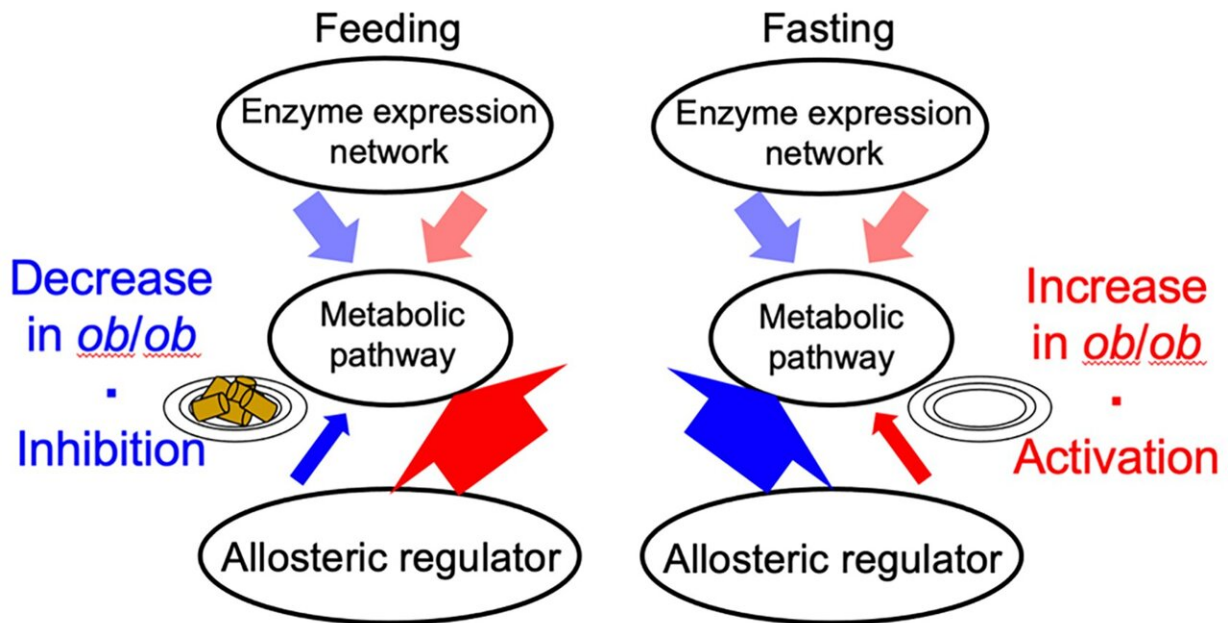 Feeding
Enzyme expression
network
Decrease
in ob/ob
·
Inhibition
Metabolic
pathway
Allosteric regulator
Fasting
Enzyme expression
network
Metabolic
pathway
Increase
in ob/ob
·
Activation
Allosteric regulator